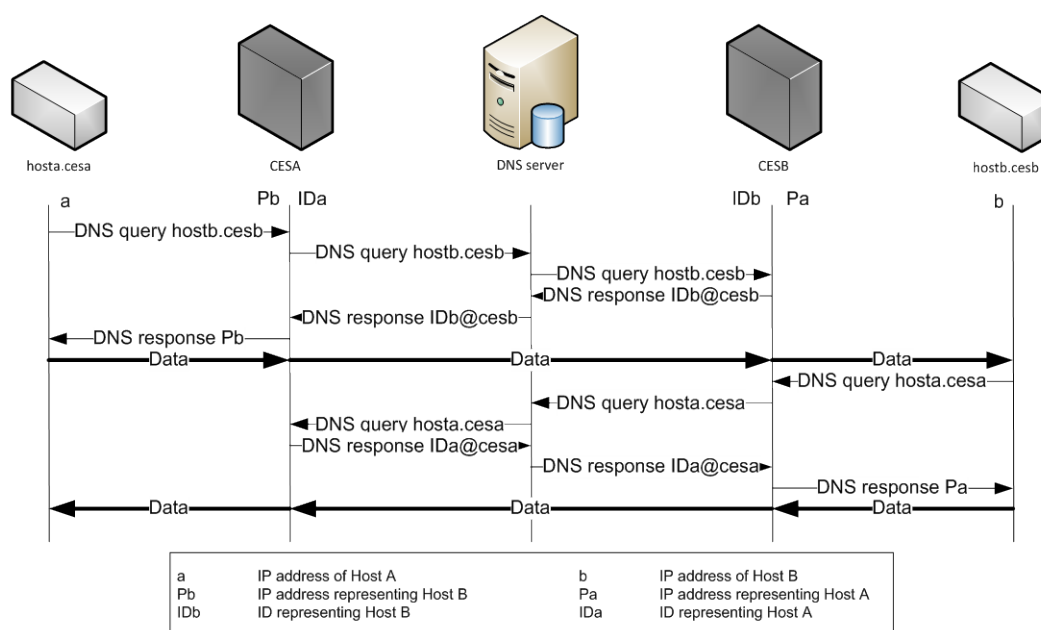 hosta.cesa
CESA
DNS server
CESB
hostb.cesb
a
Pb
IDa
IDb
Pa
b
DNS query hostb.cesb
DNS query hostb.cesb
DNS query hostb.cesb
DNS response IDb@cesb
DNS response IDb@cesb
DNS response Pb
Data
Data
Data
DNS query hosta.cesa
DNS query hosta.cesa
DNS query hosta.cesa
DNS response IDa@cesa
DNS response IDa@cesa
DNS response Pa
Data
Data
Data
a IP address of Host A b IP address of Host B
Pb IP address representing Host B Pa IP address representing Host A
IDb ID representing Host B IDa ID representing Host A